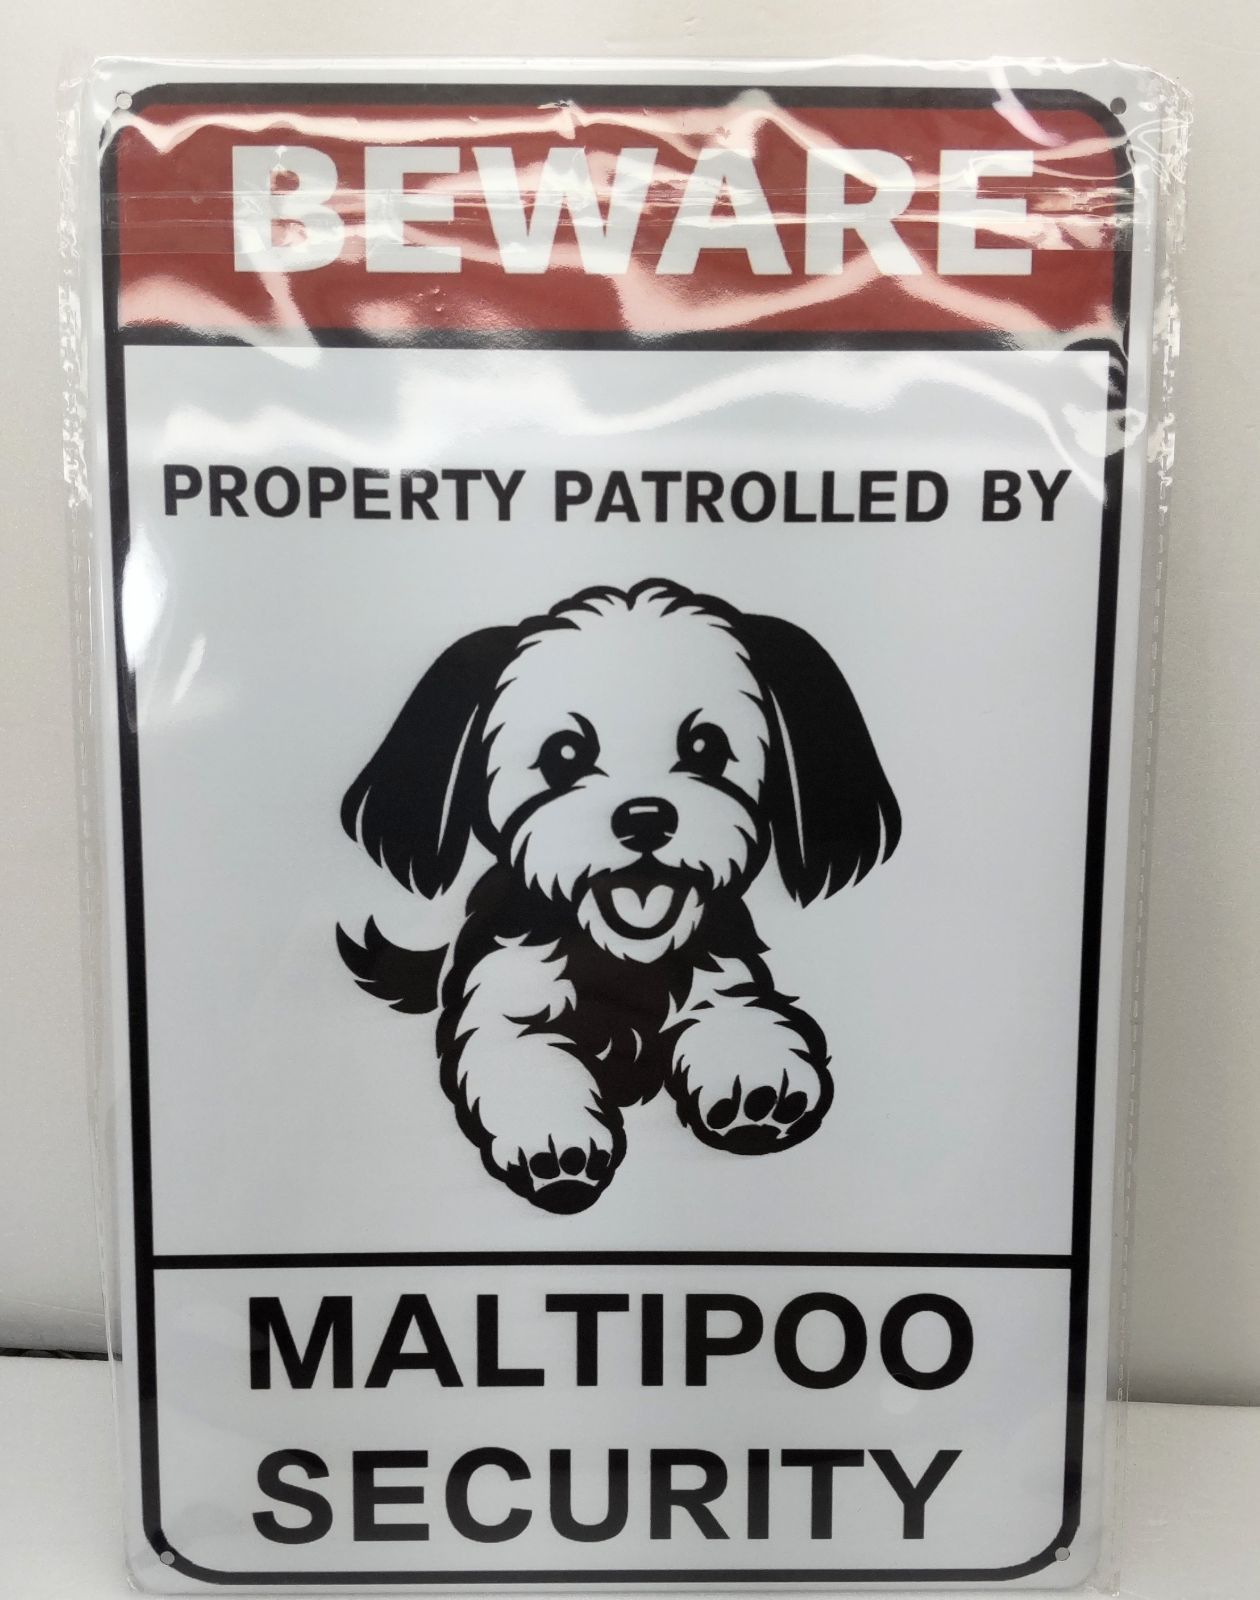 BEWARE
PROPERTY PATROLLED BY
MALTIPOO
SECURITY